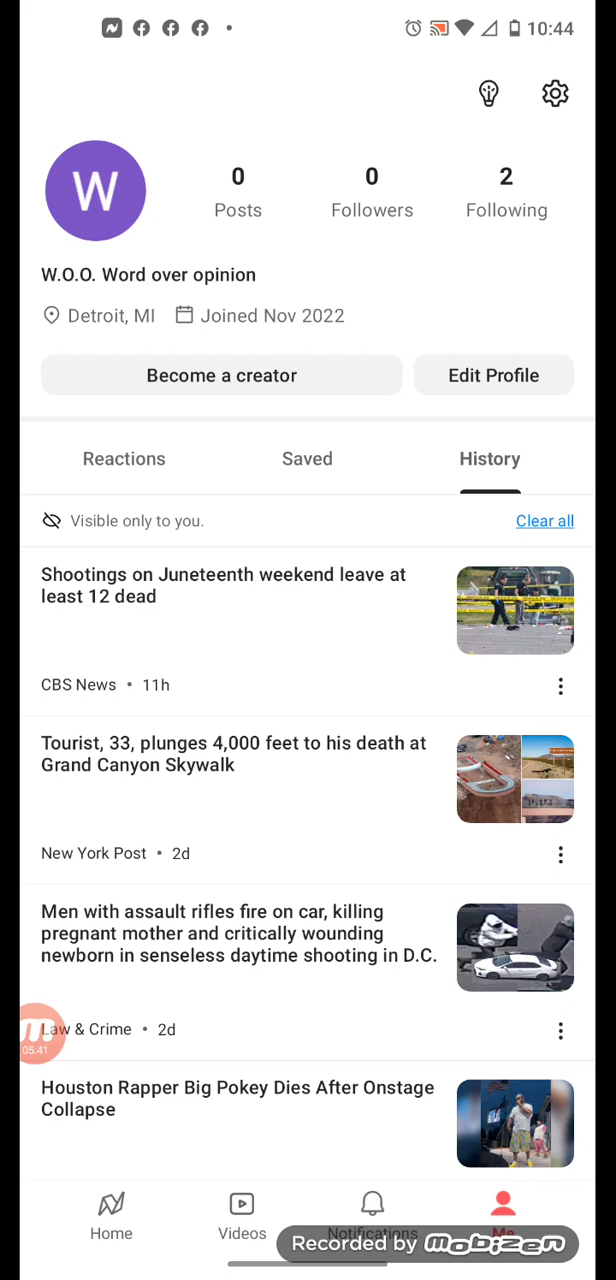 10:44
W
0
0
2
Posts
Followers
Following
W.O.O. Word over opinion
Detroit, MI
Joined Nov 2022
Become a creator
Edit Profile
Reactions
Saved
History
Visible only to you.
Clear all
Shootings on Juneteenth weekend leave at
least 12 dead
CBS News • 11h
Tourist, 33, plunges 4,000 feet to his death at
Grand Canyon Skywalk
New York Post • 2d
Men with assault rifles fire on car, killing
pregnant mother and critically wounding
newborn in senseless daytime shooting in D.C.
Law & Crime • 2d
05:41
Houston Rapper Big Pokey Dies After Onstage
Collapse
Home
Videos
Notifications
Me
Recorded by mobizen